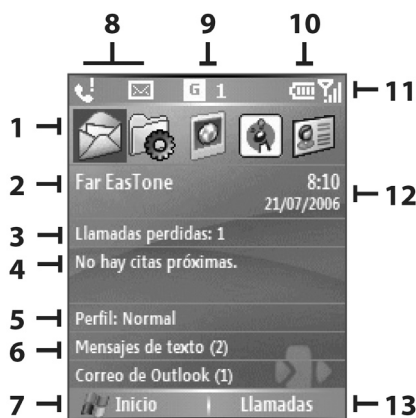 8 9 10
G 1 11
1
2 Far EasTone 8:10
21/07/2006 12
3 Llamadas perdidas: 1
4 No hay citas próximas.
5 Perfil: Normal
6 Mensajes de texto (2)
Correo de Outlook (1)
7 Inicio Llamadas 13